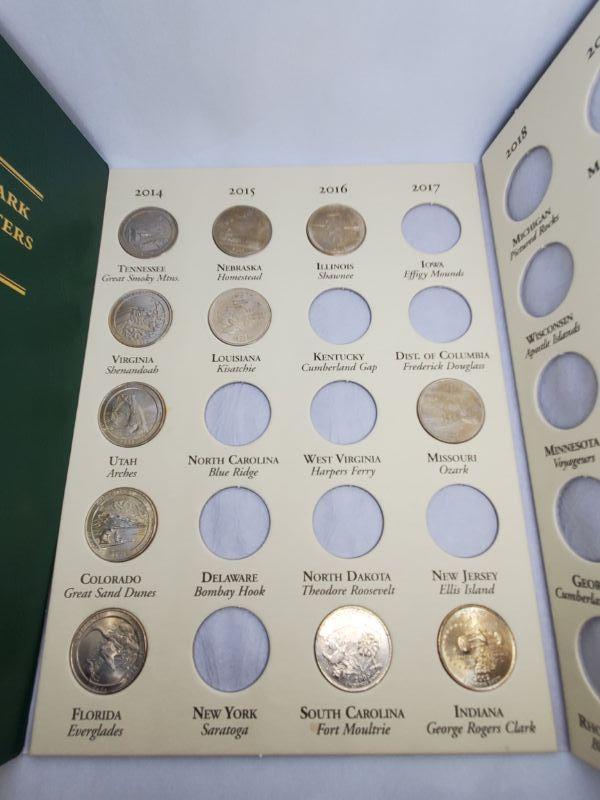 ARK
TERS
2014
2015
2016
2017
TENNESSEE
Great Smoky Mtns.
NEBRASKA
Homestead
ILLINOIS
Shawnee
IOWA
Effigy Mounds
VIRGINIA
Shenandoah
LOUISIANA
Kisatchie
KENTUCKY
Cumberland Gap
DIST. OF COLUMBIA
Frederick Douglass
UTAH
Arches
NORTH CAROLINA
Blue Ridge
WEST VIRGINIA
Harpers Ferry
MISSOURI
Ozark
COLORADO
Great Sand Dunes
DELAWARE
Bombay Hook
NORTH DAKOTA
Theodore Roosevelt
NEW JERSEY
Ellis Island
FLORIDA
Everglades
NEW YORK
Saratoga
SOUTH CAROLINA
Fort Moultrie
INDIANA
George Rogers Clark
2018
MICHIGAN
Pictured Rocks
WISCONSIN
Apostle Islands
MINNESOTA
Voyageurs
GEOR
Cumberla